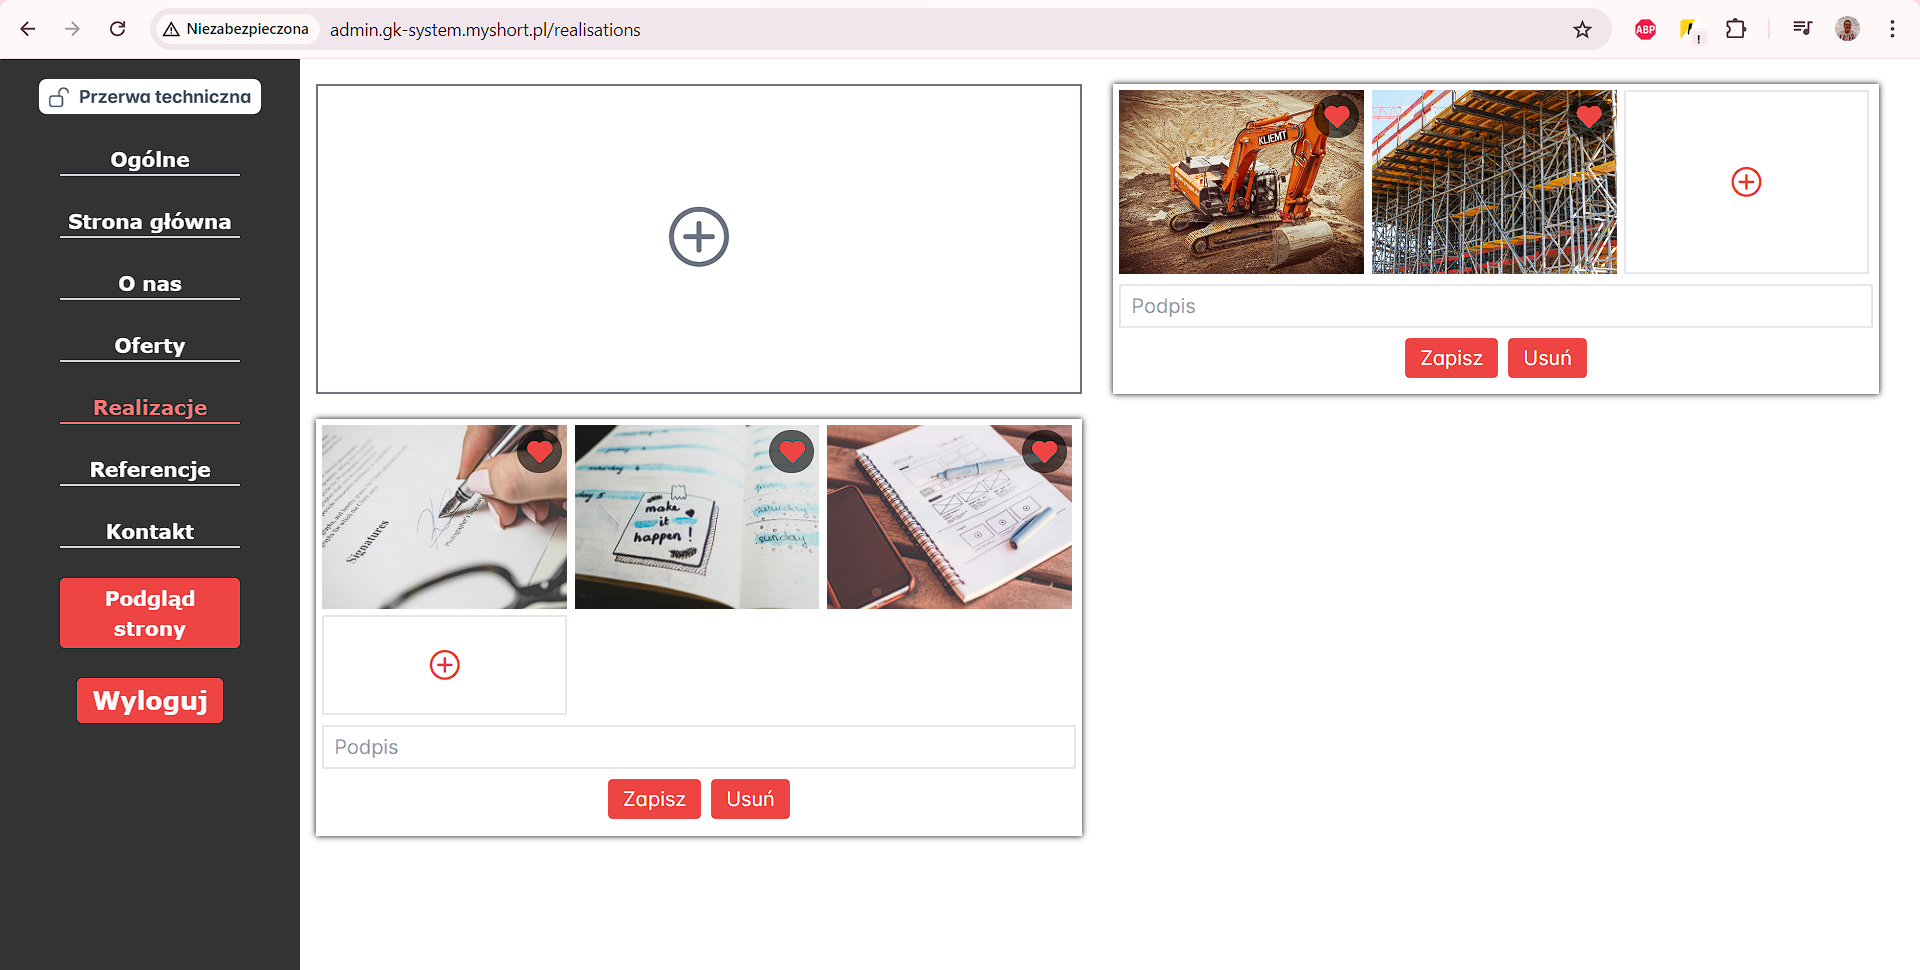 Niezabezpieczona
admin.gk-system.myshort.pl/realisations
ABP
Przerwa techniczna
Ogólne
Strona główna
O nas
Oferty
Realizacje
Referencje
Kontakt
Podgląd
strony
Wyloguj
KLIEMT
Podpis
Zapisz
Usuń
Signatures
make
it
happen !
saturday
sunday
Podpis
Zapisz
Usuń